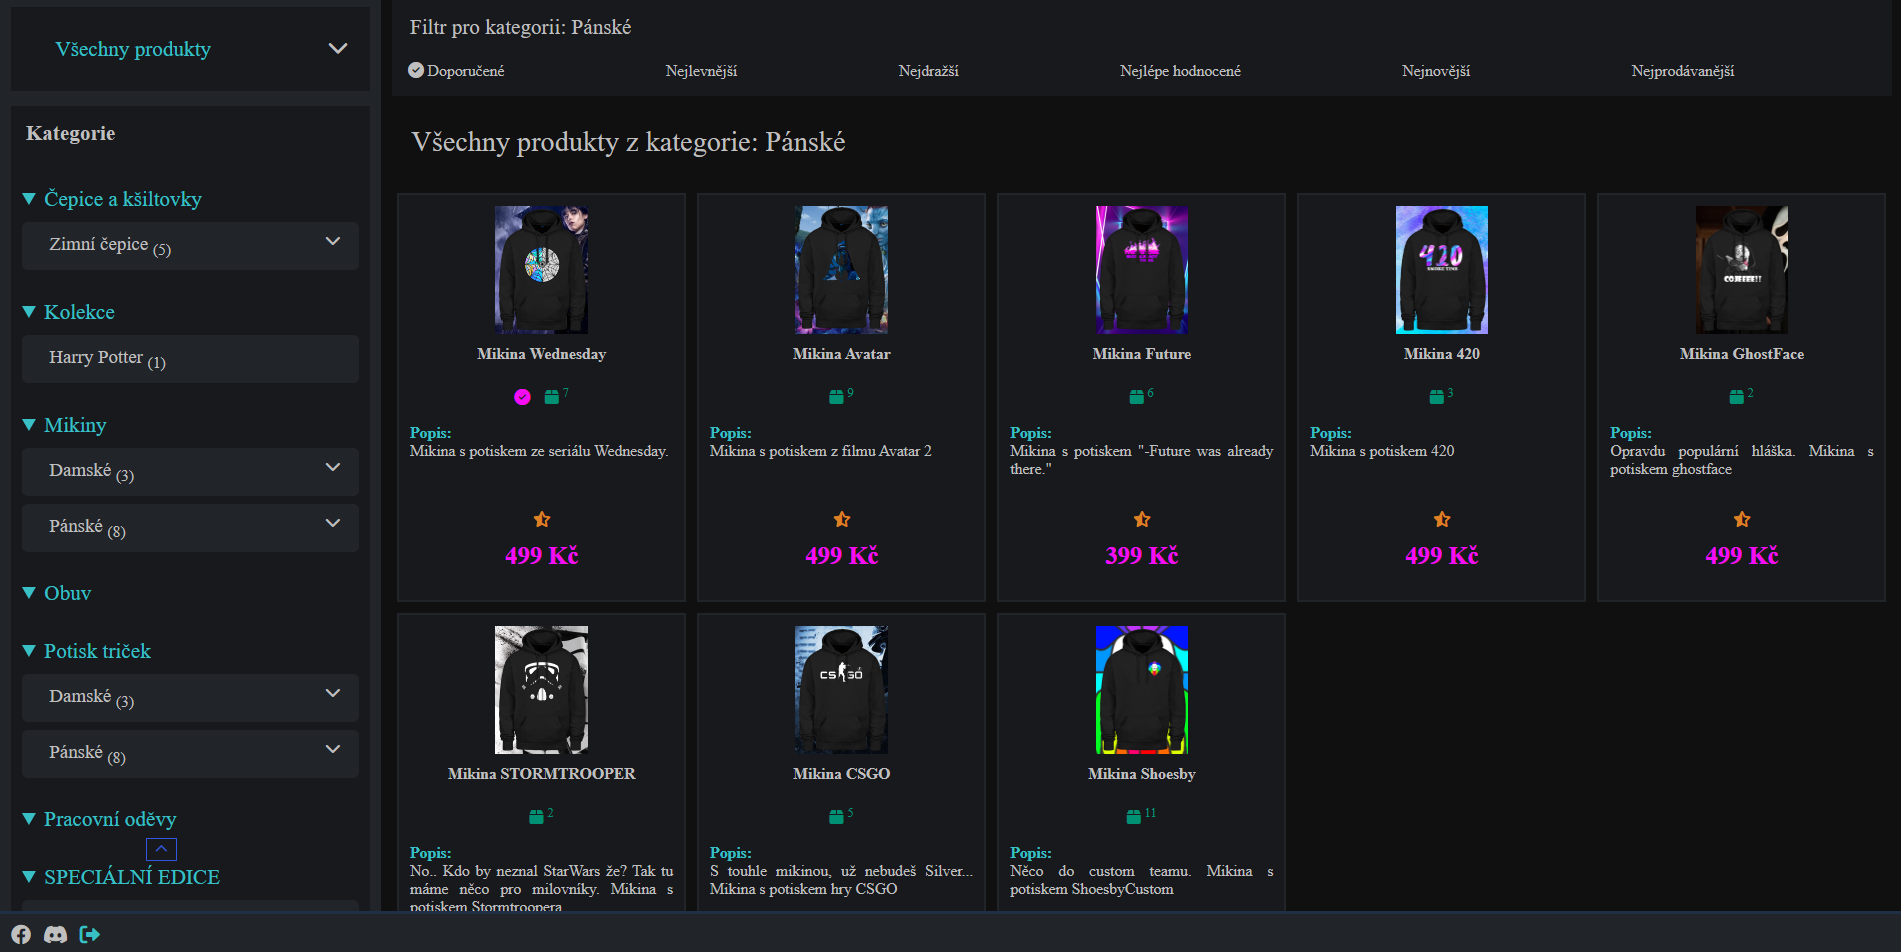 Všechny produkty
Kategorie
Čepice a kšiltovky
Zimní čepice (5)
Kolekce
Harry Potter (1)
Mikiny
Damské (3)
Pánské (8)
Obuv
Potisk triček
Damské (3)
Pánské (8)
Pracovní oděvy
SPECIÁLNÍ EDICE
Filtr pro kategorii: Pánské
Doporučené Nejlevnější Nejdražší Nejlépe hodnocené Nejnovější Nejprodávanější
Všechny produkty z kategorie: Pánské
Mikina Wednesday
7
Popis:
Mikina s potiskem ze seriálu Wednesday.
499 Kč
A
Mikina Avatar
9
Popis:
Mikina s potiskem z filmu Avatar 2
499 Kč
Mikina Future
6
Popis:
Mikina s potiskem "-Future was already
there."
399 Kč
420
SMOKE TIME
Mikina 420
3
Popis:
Mikina s potiskem 420
499 Kč
COJEEEE!!
Mikina GhostFace
2
Popis:
Opravdu populární hláška. Mikina s
potiskem ghostface
499 Kč
Mikina STORMTROOPER
2
Popis:
No.. Kdo by neznal StarWars že? Tak tu
máme něco pro milovníky. Mikina s
potiskem Stormtroopera
CS GO
Mikina CSGO
5
Popis:
S touhle mikinou, už nebudeš Silver...
Mikina s potiskem hry CSGO
Mikina Shoesby
11
Popis:
Něco do custom teamu. Mikina s
potiskem ShoesbyCustom